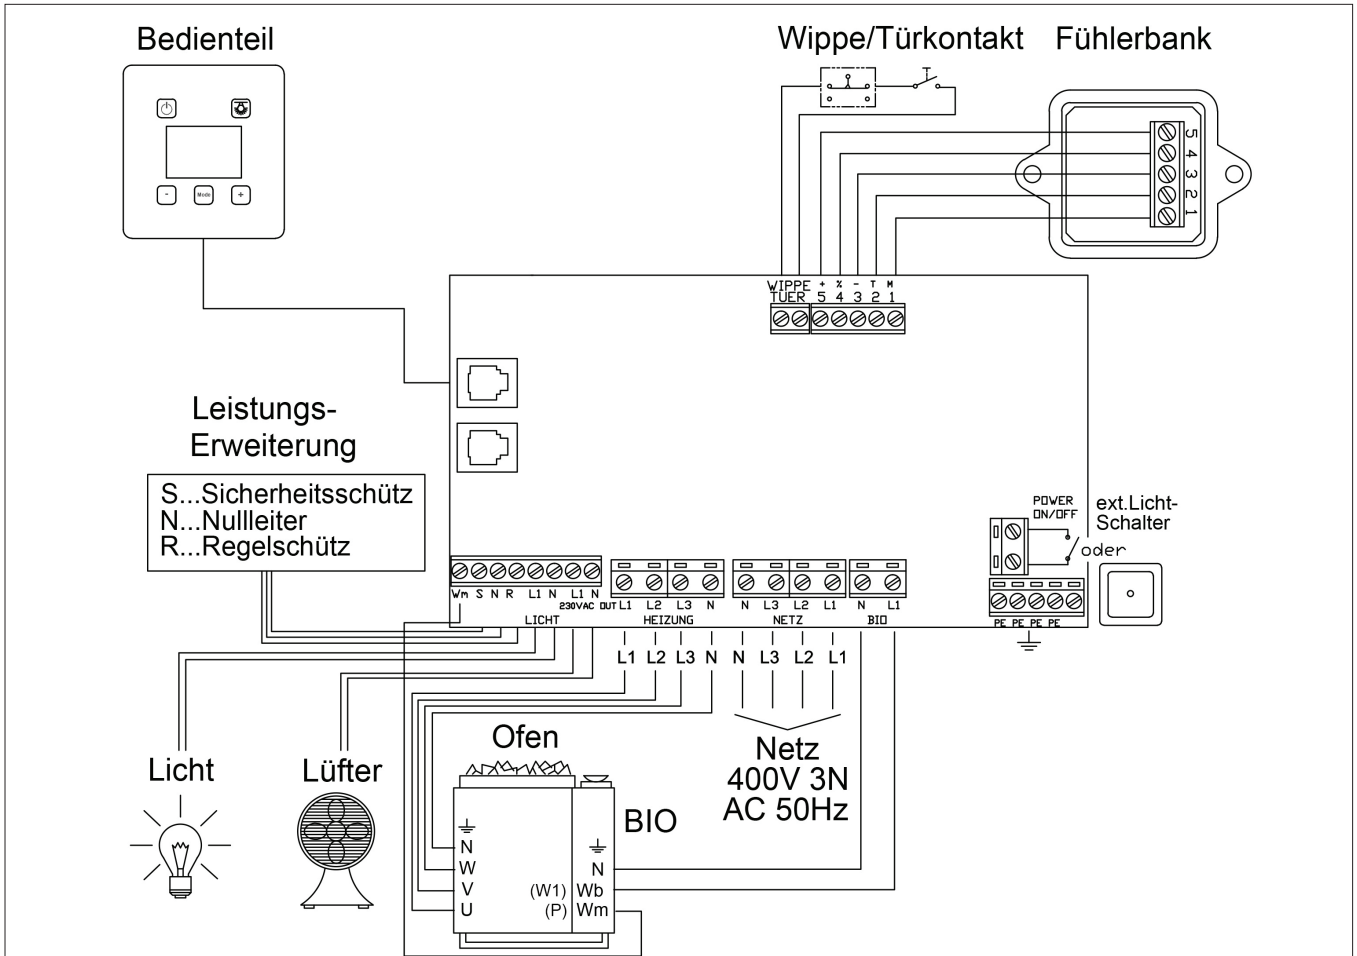 Bedienteil
Wippe/Türkontakt
Fühlerbank
-
Mode
+
5
4
3
2
1
WIPPE + % - T M
TUER 5 4 3 2 1
Leistungs-
Erweiterung
S...Sicherheitsschütz
N...Nullleiter
R...Regelschütz
POWER
ON/OFF
ext.Licht-
Schalter
oder
Wm S N R L1 N L1 N
230VAC OUT L1 L2 L3 N
N L3 L2 L1
N L1
LICHT
HEIZUNG
NETZ
BIO
PE PE PE PE
L1 L2 L3 N
N L3 L2 L1
Licht
Lüfter
Ofen
Netz
400V 3N
AC 50Hz
BIO
N
W
V
U
N
(W1) Wb
(P) Wm